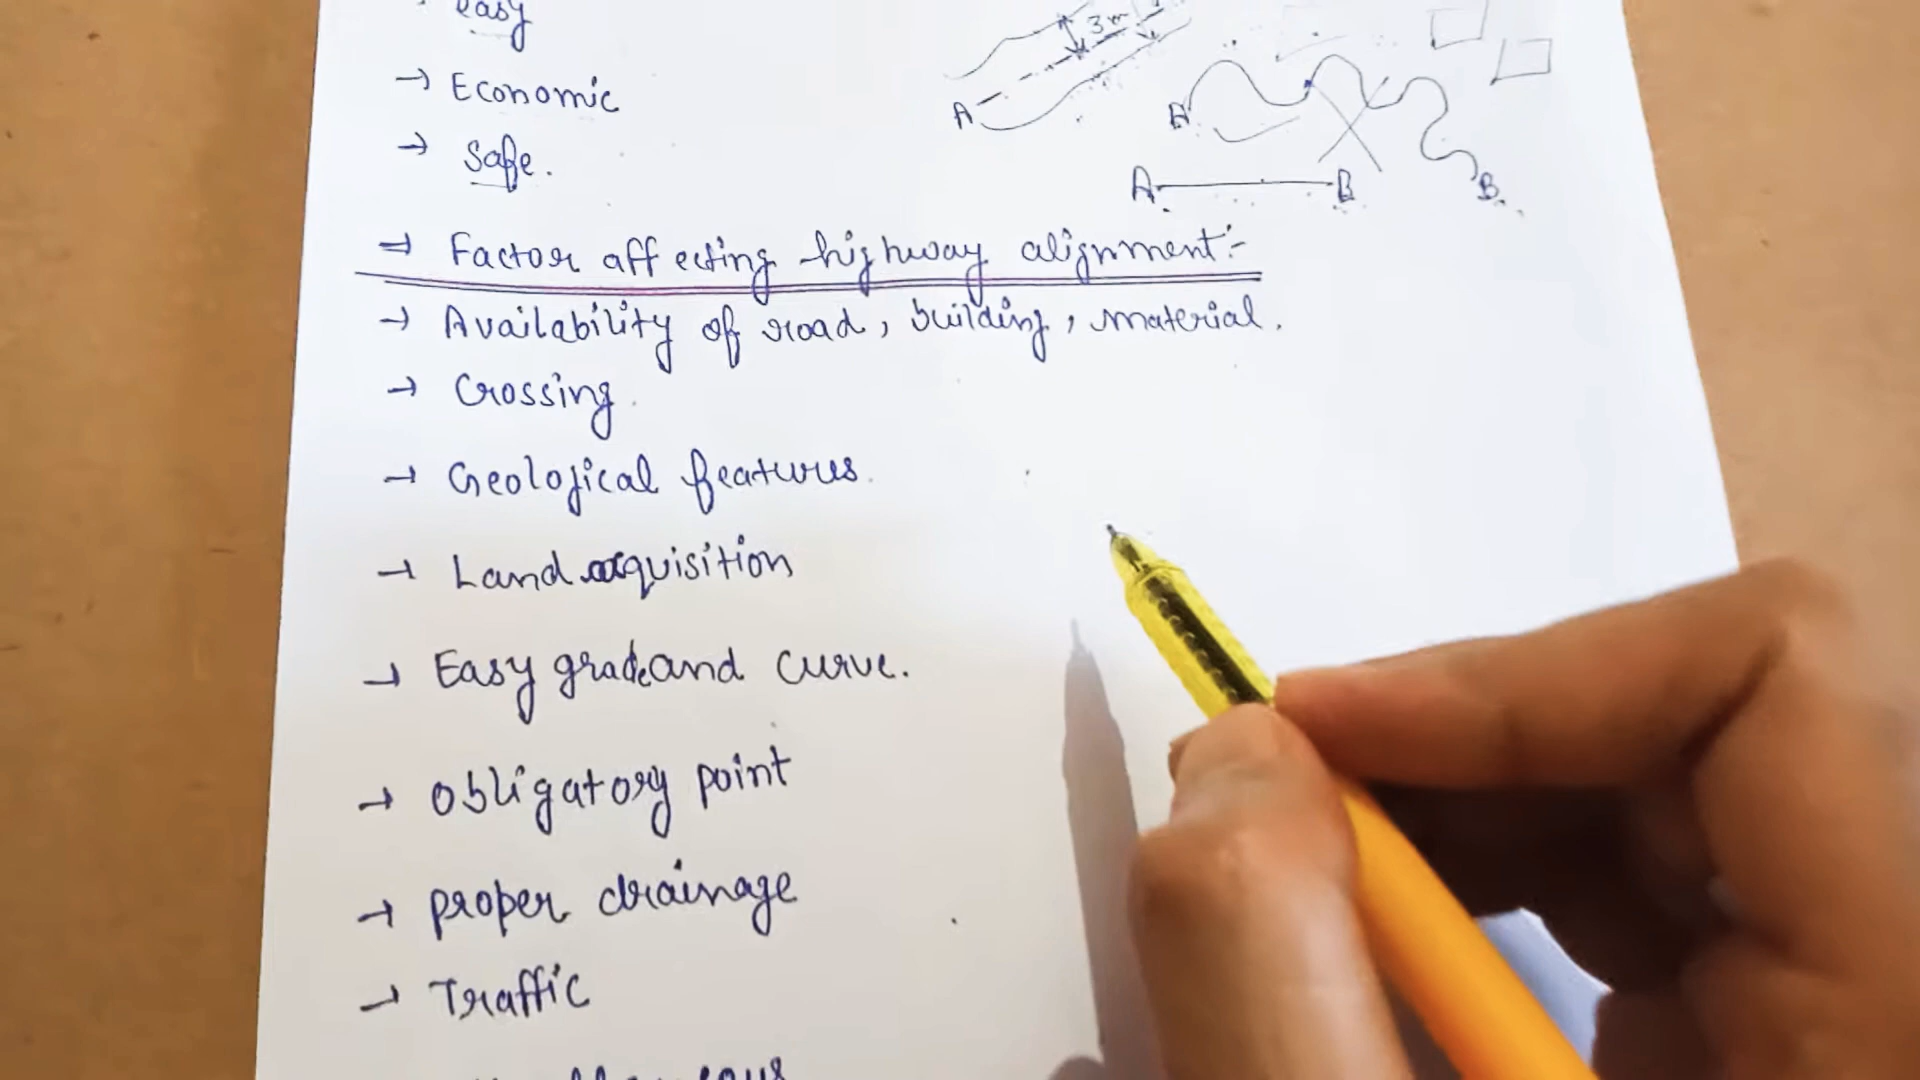 easy
→ Economic
→ Safe.
3m
A
A
B.
A B
⇒ Factor affecting highway alignment:-
→ Availability of road, building, material.
→ Crossing
→ Geological features.
→ Land acquisition
→ Easy grade and curve.
→ obligatory point
→ proper drainage
→ Traffic